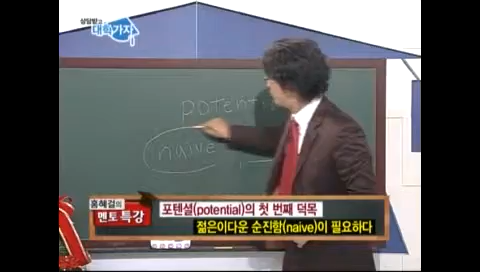 상담받고
대학가자
potenti
naive
홍혜걸의
멘토특강
포텐셜(potential)의 첫 번째 덕목
젊은이다운 순진함(naive)이 필요하다